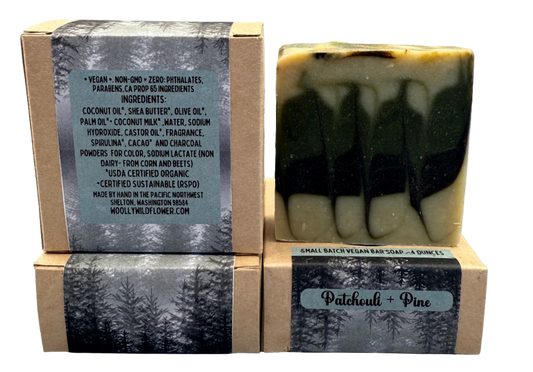 • VEGAN •. NON-GMO • ZERO: PHTHALATES,
PARABENS, CA PROP 65 INGREDIENTS
INGREDIENTS:
COCONUT OIL*, SHEA BUTTER*, OLIVE OIL*,
PALM OIL*• COCONUT MILK* ,WATER, SODIUM
HYDROXIDE, CASTOR OIL*, FRAGRANCE,
SPIRULINA*, CACAO* AND CHARCOAL
POWDERS FOR COLOR, SODIUM LACTATE (NON
DAIRY- FROM CORN AND BEETS)
*USDA CERTIFIED ORGANIC
•CERTIFIED SUSTAINABLE (RSPO)
MADE BY HAND IN THE PACIFIC NORTHWEST
SHELTON, WASHINGTON 98584
WOOLLYWILDFLOWER.COM
SMALL BATCH VEGAN BAR SOAP ~4 OUNCES
Patchouli + Pine